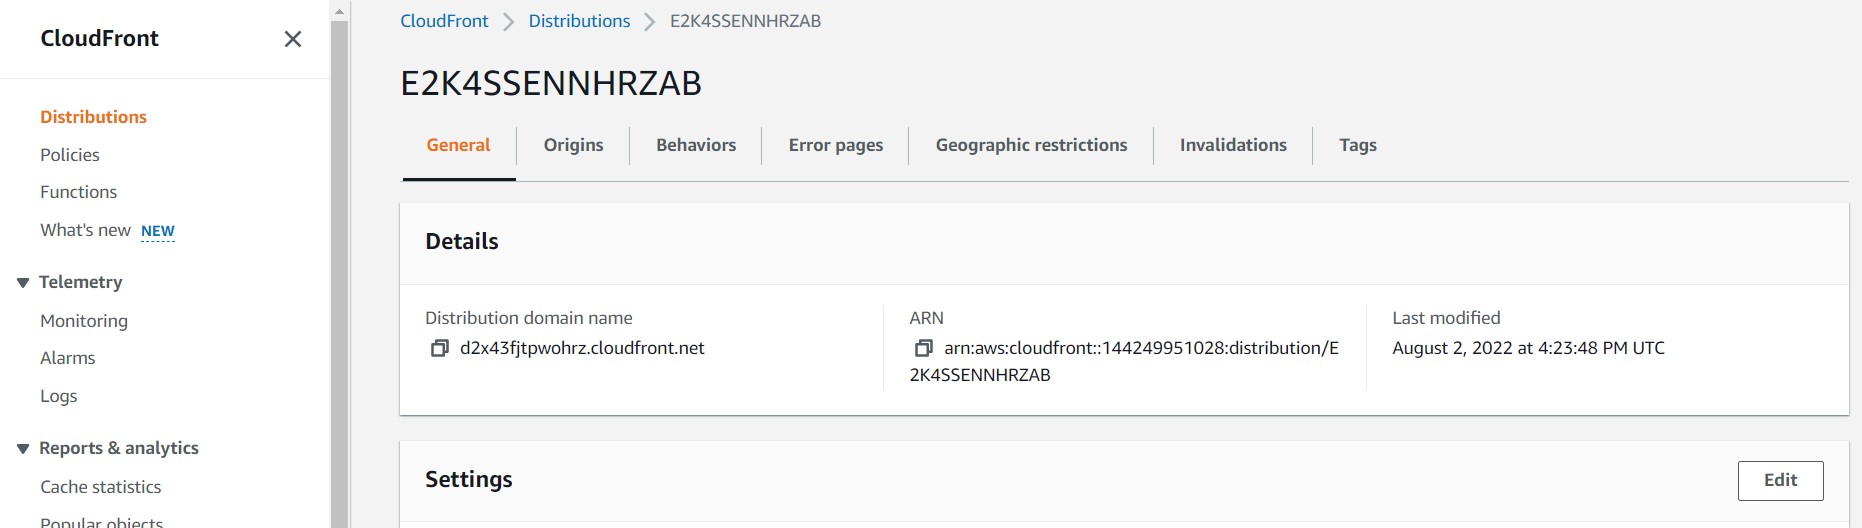 CloudFront
Distributions
Policies
Functions
What's new NEW
Telemetry
Monitoring
Alarms
Logs
Reports & analytics
Cache statistics
Popular objects
CloudFront Distributions E2K4SSENNHRZAB
E2K4SSENNHRZAB
General Origins Behaviors Error pages Geographic restrictions Invalidations Tags
Details
Distribution domain name
d2x43fjtpwohrz.cloudfront.net
ARN
arn:aws:cloudfront::144249951028:distribution/E
2K4SSENNHRZAB
Last modified
August 2, 2022 at 4:23:48 PM UTC
Settings
Edit